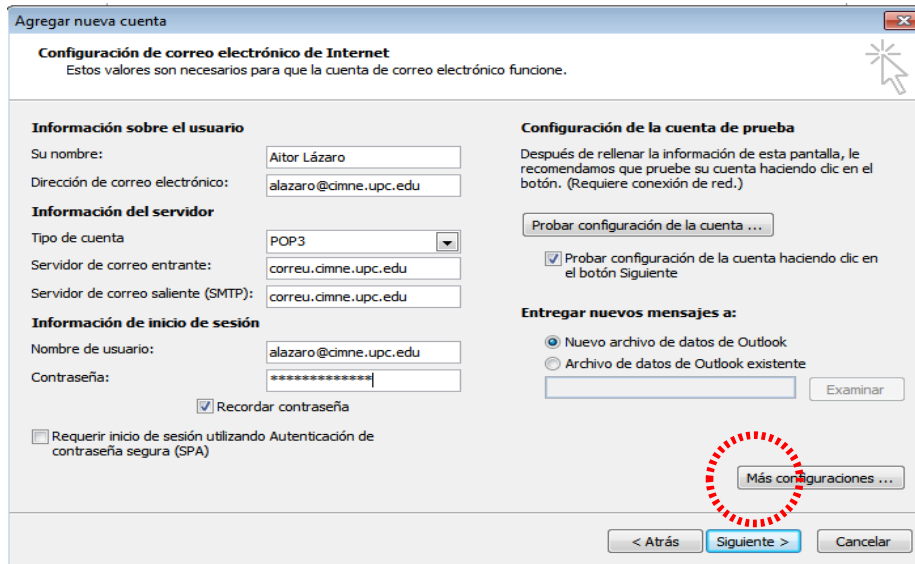 Agregar nueva cuenta
Configuración de correo electrónico de Internet
Estos valores son necesarios para que la cuenta de correo electrónico funcione.
Información sobre el usuario
Su nombre: Aitor Lázaro
Dirección de correo electrónico: alazaro@cimne.upc.edu
Información del servidor
Tipo de cuenta POP3
Servidor de correo entrante: correu.cimne.upc.edu
Servidor de correo saliente (SMTP): correu.cimne.upc.edu
Información de inicio de sesión
Nombre de usuario: alazaro@cimne.upc.edu
Contraseña: *************
Recordar contraseña
Requerir inicio de sesión utilizando Autenticación de
contraseña segura (SPA)
Configuración de la cuenta de prueba
Después de rellenar la información de esta pantalla, le
recomendamos que pruebe su cuenta haciendo clic en el
botón. (Requiere conexión de red.)
Probar configuración de la cuenta ...
Probar configuración de la cuenta haciendo clic en
el botón Siguiente
Entregar nuevos mensajes a:
Nuevo archivo de datos de Outlook
Archivo de datos de Outlook existente
Examinar
Más configuraciones ...
< Atrás Siguiente > Cancelar